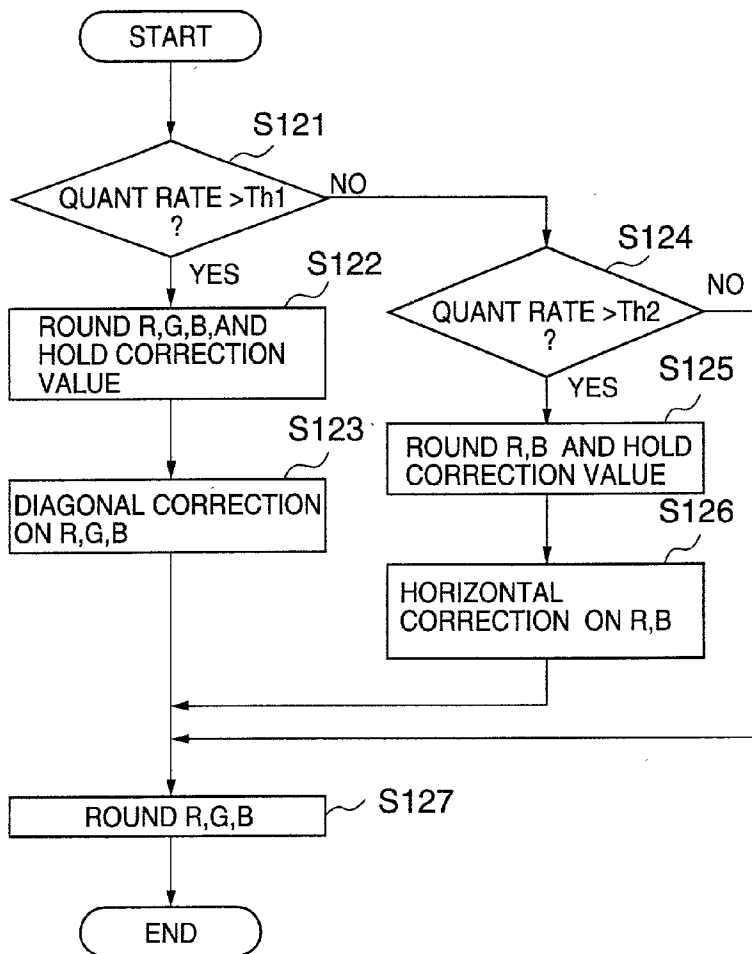 START
S121
QUANT RATE >Th1
?
NO
YES
S122
ROUND R,G,B,AND
HOLD CORRECTION
VALUE
S123
DIAGONAL CORRECTION
ON R,G,B
S124
QUANT RATE >Th2
?
NO
YES
S125
ROUND R,B AND HOLD
CORRECTION VALUE
S126
HORIZONTAL
CORRECTION ON R,B
S127
ROUND R,G,B
END